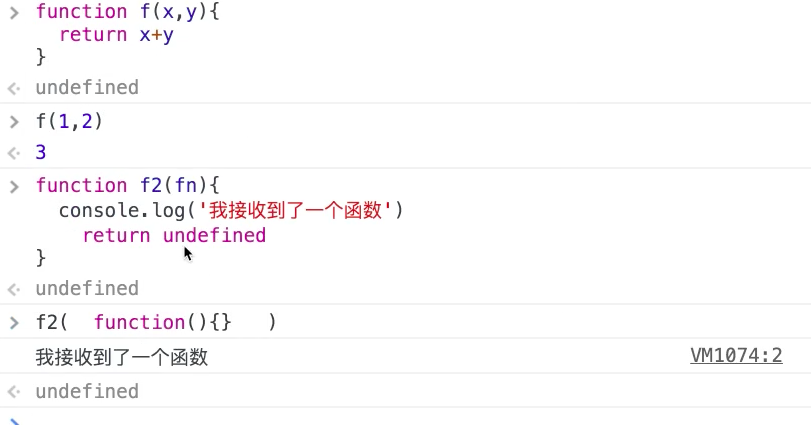 function f(x,y){
return x+y
}
undefined
f(1,2)
3
function f2(fn){
console.log('我接收到了一个函数')
return undefined
}
undefined
f2(  function(){}   )
我接收到了一个函数 VM1074:2
undefined